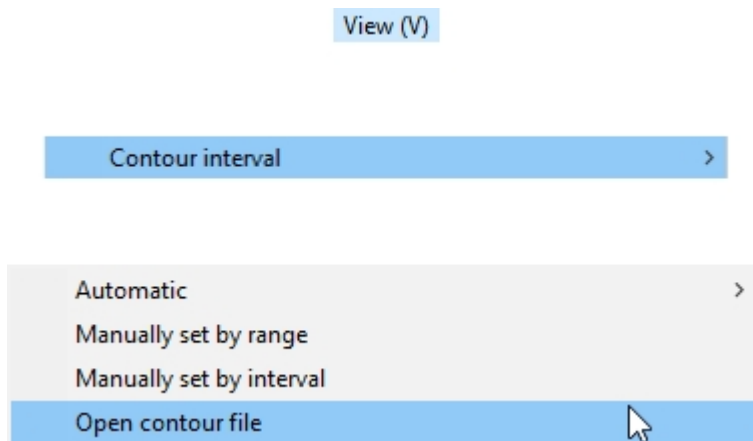 View (V)
Contour interval
Automatic
Manually set by range
Manually set by interval
Open contour file